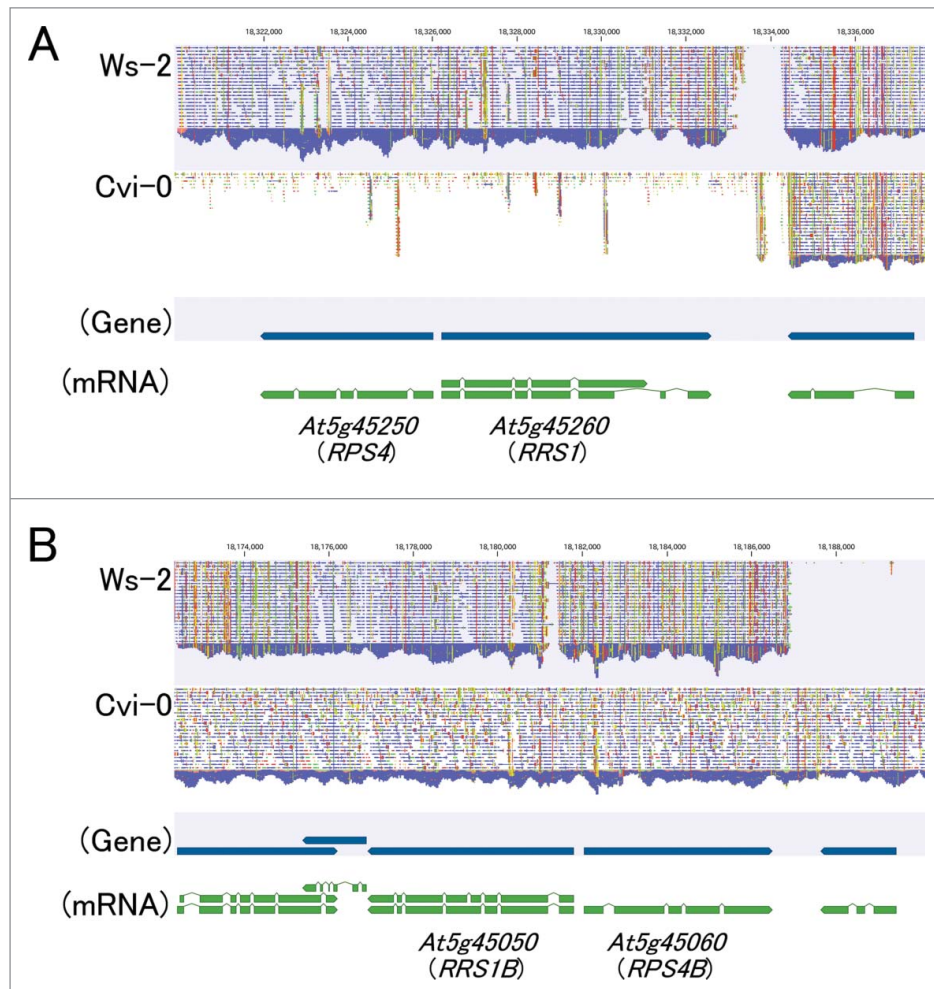 A
18,322,000 18,324,000 18,326,000 18,328,000 18,330,000 18,332,000 18,334,000 18,336,000
Ws-2
Cvi-0
(Gene)
(mRNA)
At5g45250
(RPS4)
At5g45260
(RRS1)
B
18,174,000 18,176,000 18,178,000 18,180,000 18,182,000 18,184,000 18,186,000 18,188,000
Ws-2
Cvi-0
(Gene)
(mRNA)
At5g45050
(RRS1B)
At5g45060
(RPS4B)